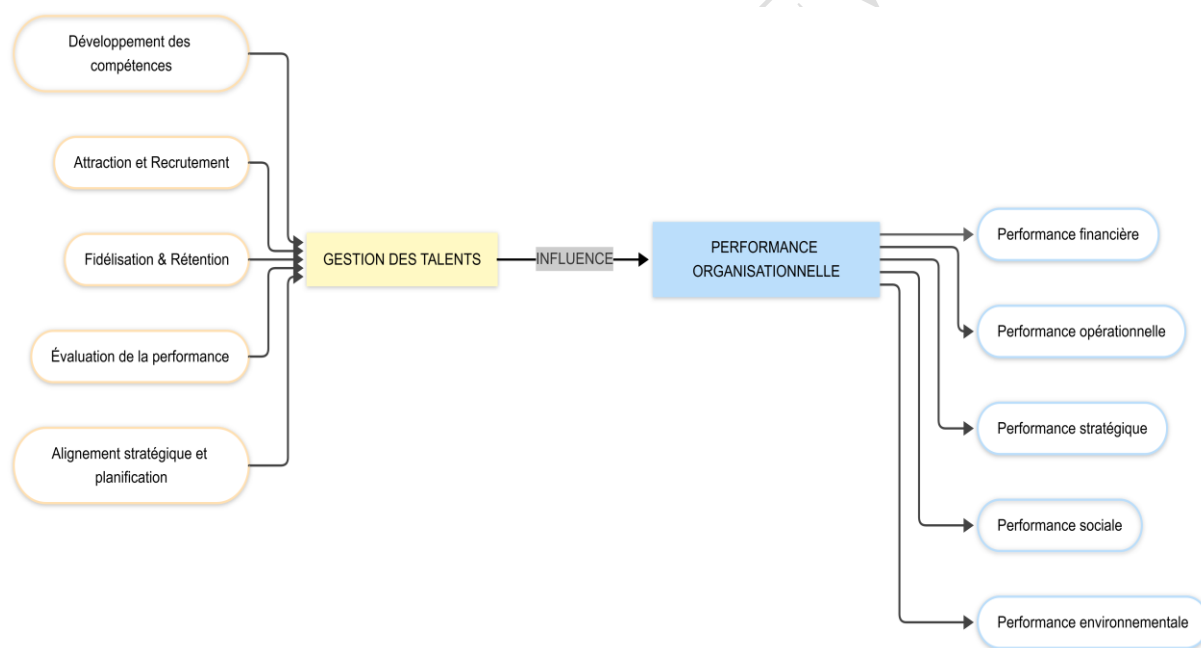 Développement des
compétences
Attraction et Recrutement
Fidélisation & Rétention
Évaluation de la performance
Alignement stratégique et
planification
GESTION DES TALENTS
INFLUENCE
PERFORMANCE
ORGANISATIONNELLE
Performance financière
Performance opérationnelle
Performance stratégique
Performance sociale
Performance environnementale